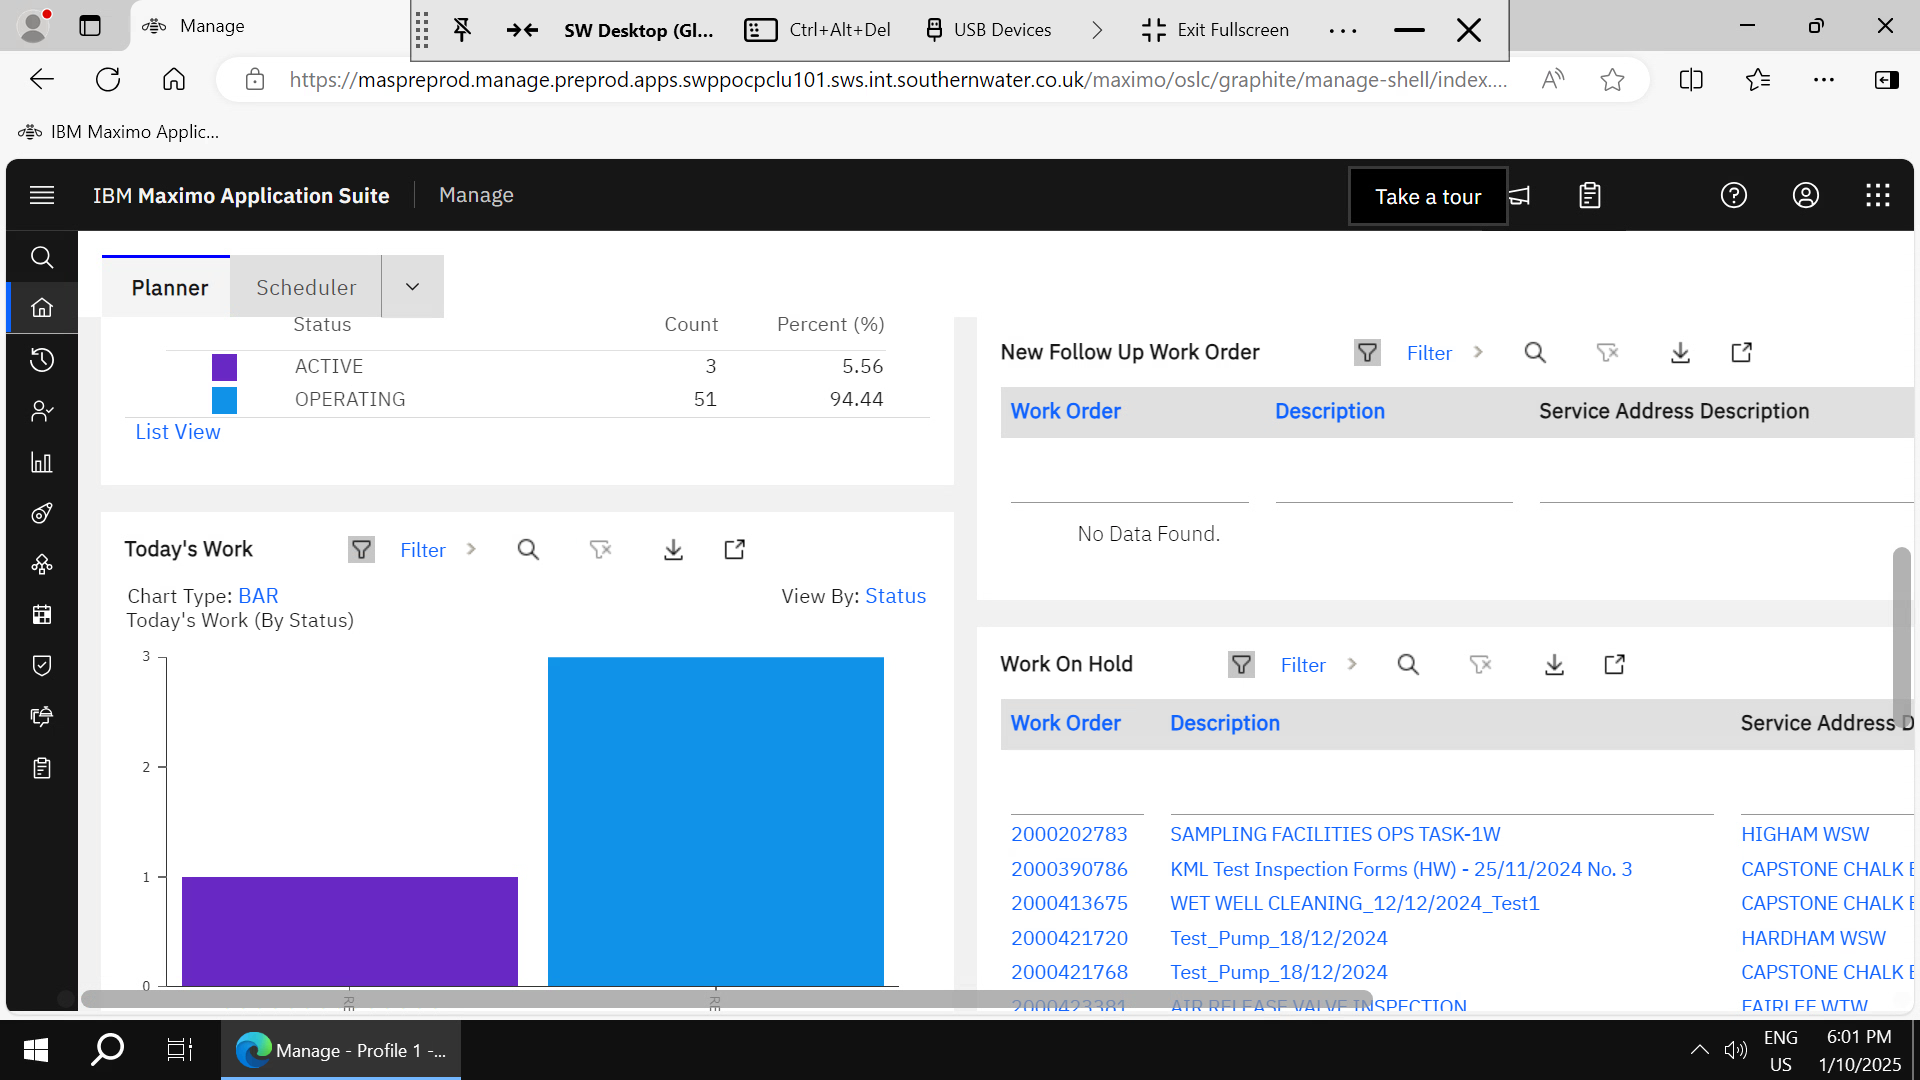 Manage
SW Desktop (Gl...
Ctrl+Alt+Del
USB Devices
Exit Fullscreen
https://maspreprod.manage.preprod.apps.swppocpclu101.sws.int.southernwater.co.uk/maximo/oslc/graphite/manage-shell/index....
IBM Maximo Applic...
IBM Maximo Application Suite
Manage
Take a tour
Planner
Scheduler
Status Count Percent (%)
ACTIVE 3 5.56
OPERATING 51 94.44
List View
Today's Work
Filter
Chart Type: BAR
View By: Status
Today's Work (By Status)
3
2
1
0
RE
RE
New Follow Up Work Order
Filter
Work Order Description Service Address Description
No Data Found.
Work On Hold
Filter
Work Order Description Service Address D
2000202783 SAMPLING FACILITIES OPS TASK-1W HIGHAM WSW
2000390786 KML Test Inspection Forms (HW) - 25/11/2024 No. 3 CAPSTONE CHALK B
2000413675 WET WELL CLEANING_12/12/2024_Test1 CAPSTONE CHALK B
2000421720 Test_Pump_18/12/2024 HARDHAM WSW
2000421768 Test_Pump_18/12/2024 CAPSTONE CHALK B
2000423381 AIR RELEASE VALVE INSPECTION FAIRLEE WTW
Manage - Profile 1 -...
ENG
US
6:01 PM
1/10/2025